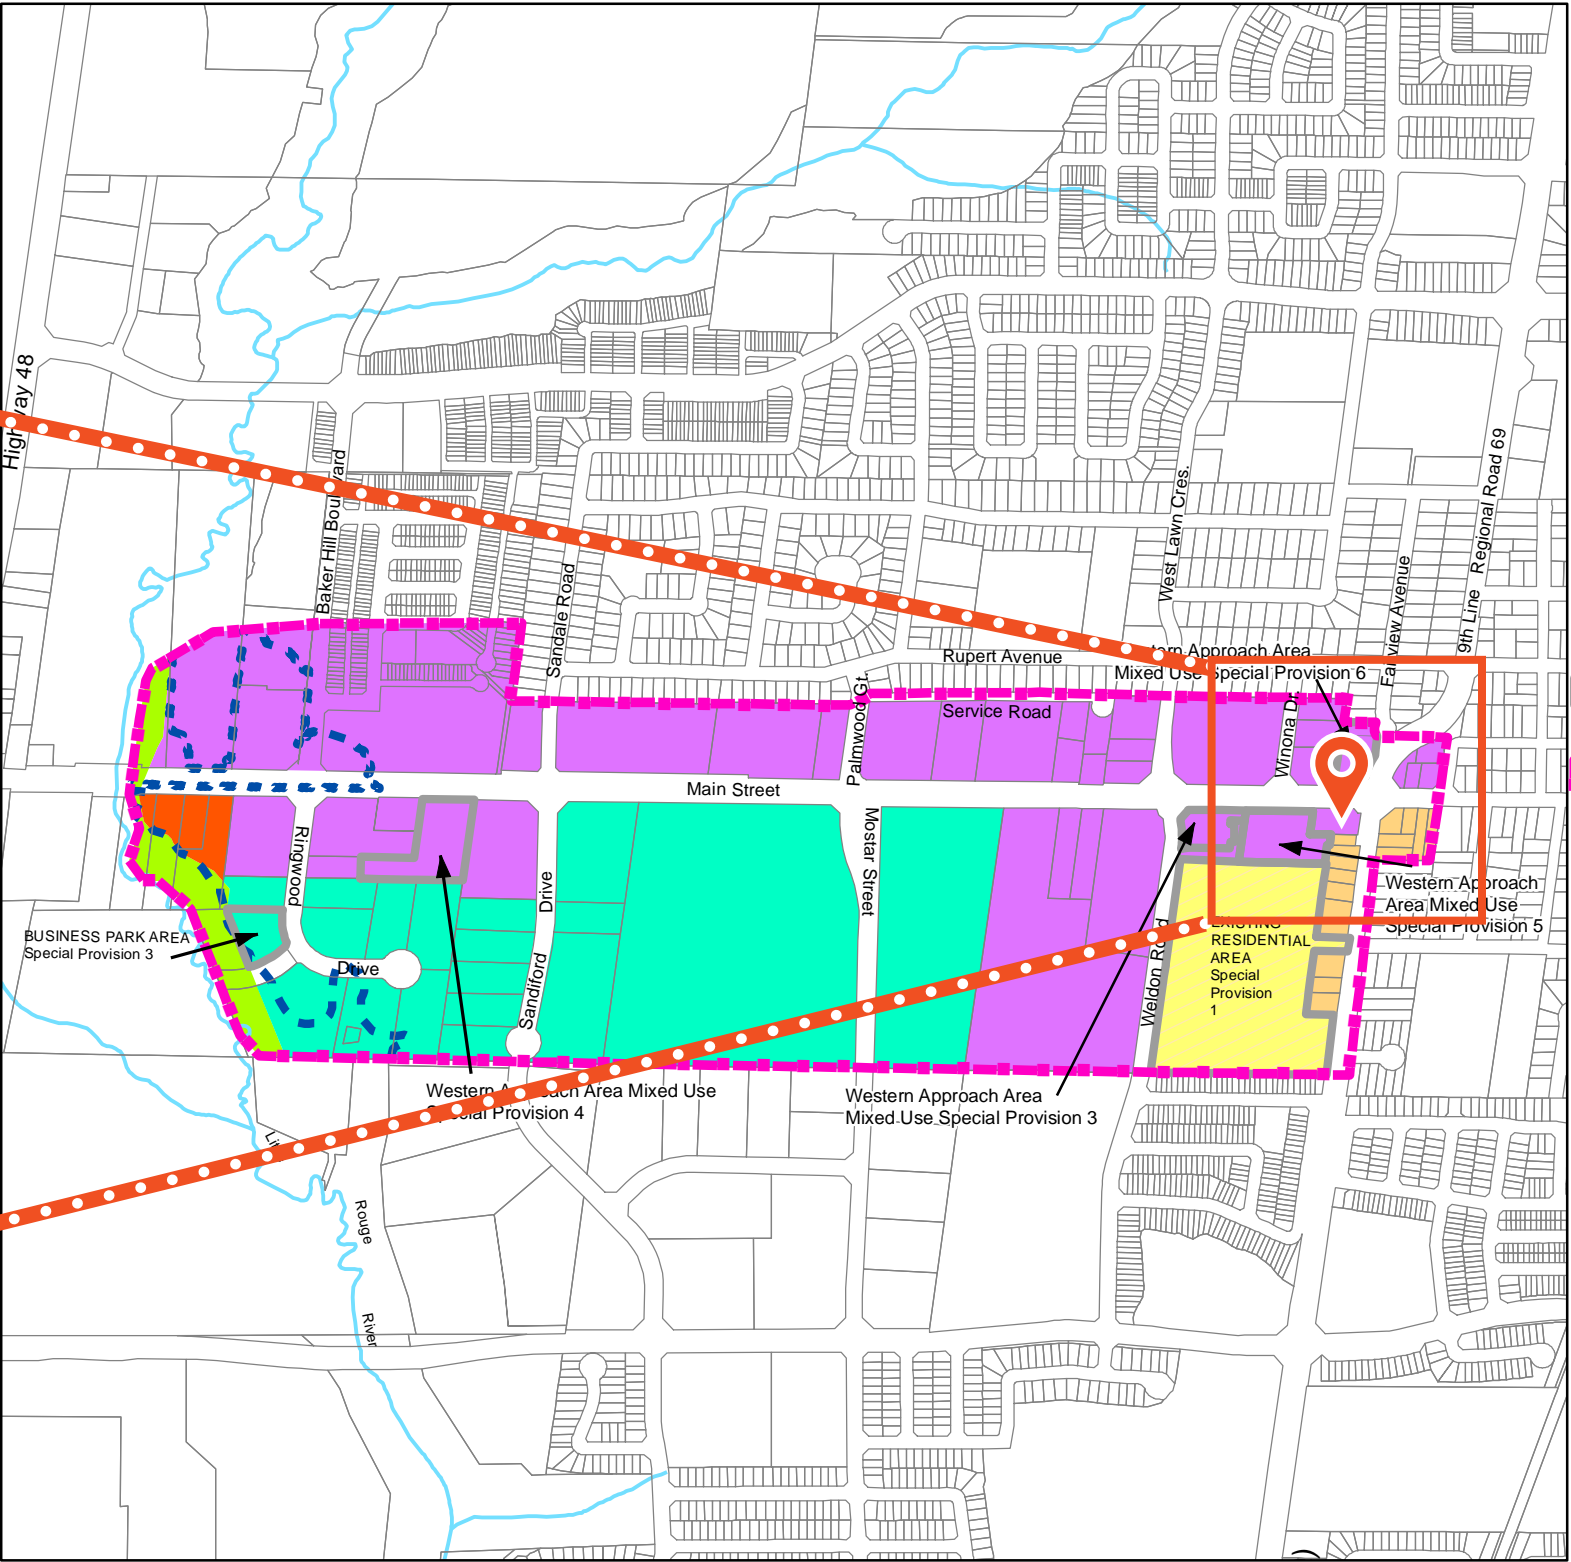 Highway 48
Baker Hill Boulevard
Sandale Road
West Lawn Cres.
Fairview Avenue
9th Line Regional Road 69
Rupert Avenue
Approach Area
Mixed Use Special Provision 6
Service Road
Palmwood Gt.
Winona Dr.
Main Street
Ringwood
Drive
Mostar Street
Sandiford Drive
Weldon Road
BUSINESS PARK AREA
Special Provision 3
EXISTING
RESIDENTIAL
AREA
Special
Provision
1
Western Approach
Area Mixed Use
Special Provision 5
Western Approach Area Mixed Use
Special Provision 4
Western Approach Area
Mixed Use Special Provision 3
Rouge
River